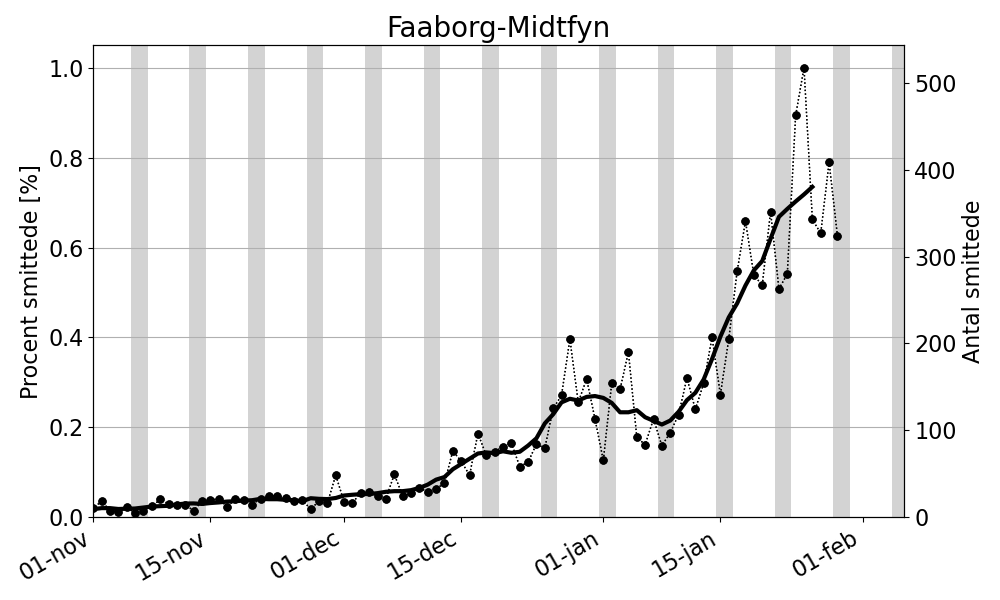 Faaborg-Midtfyn
Procent smittede [%]
1.0
0.8
0.6
0.4
0.2
0.0
500
400
300
200
100
0
Antal smittede
01-nov
15-nov
01-dec
15-dec
01-jan
15-jan
01-feb